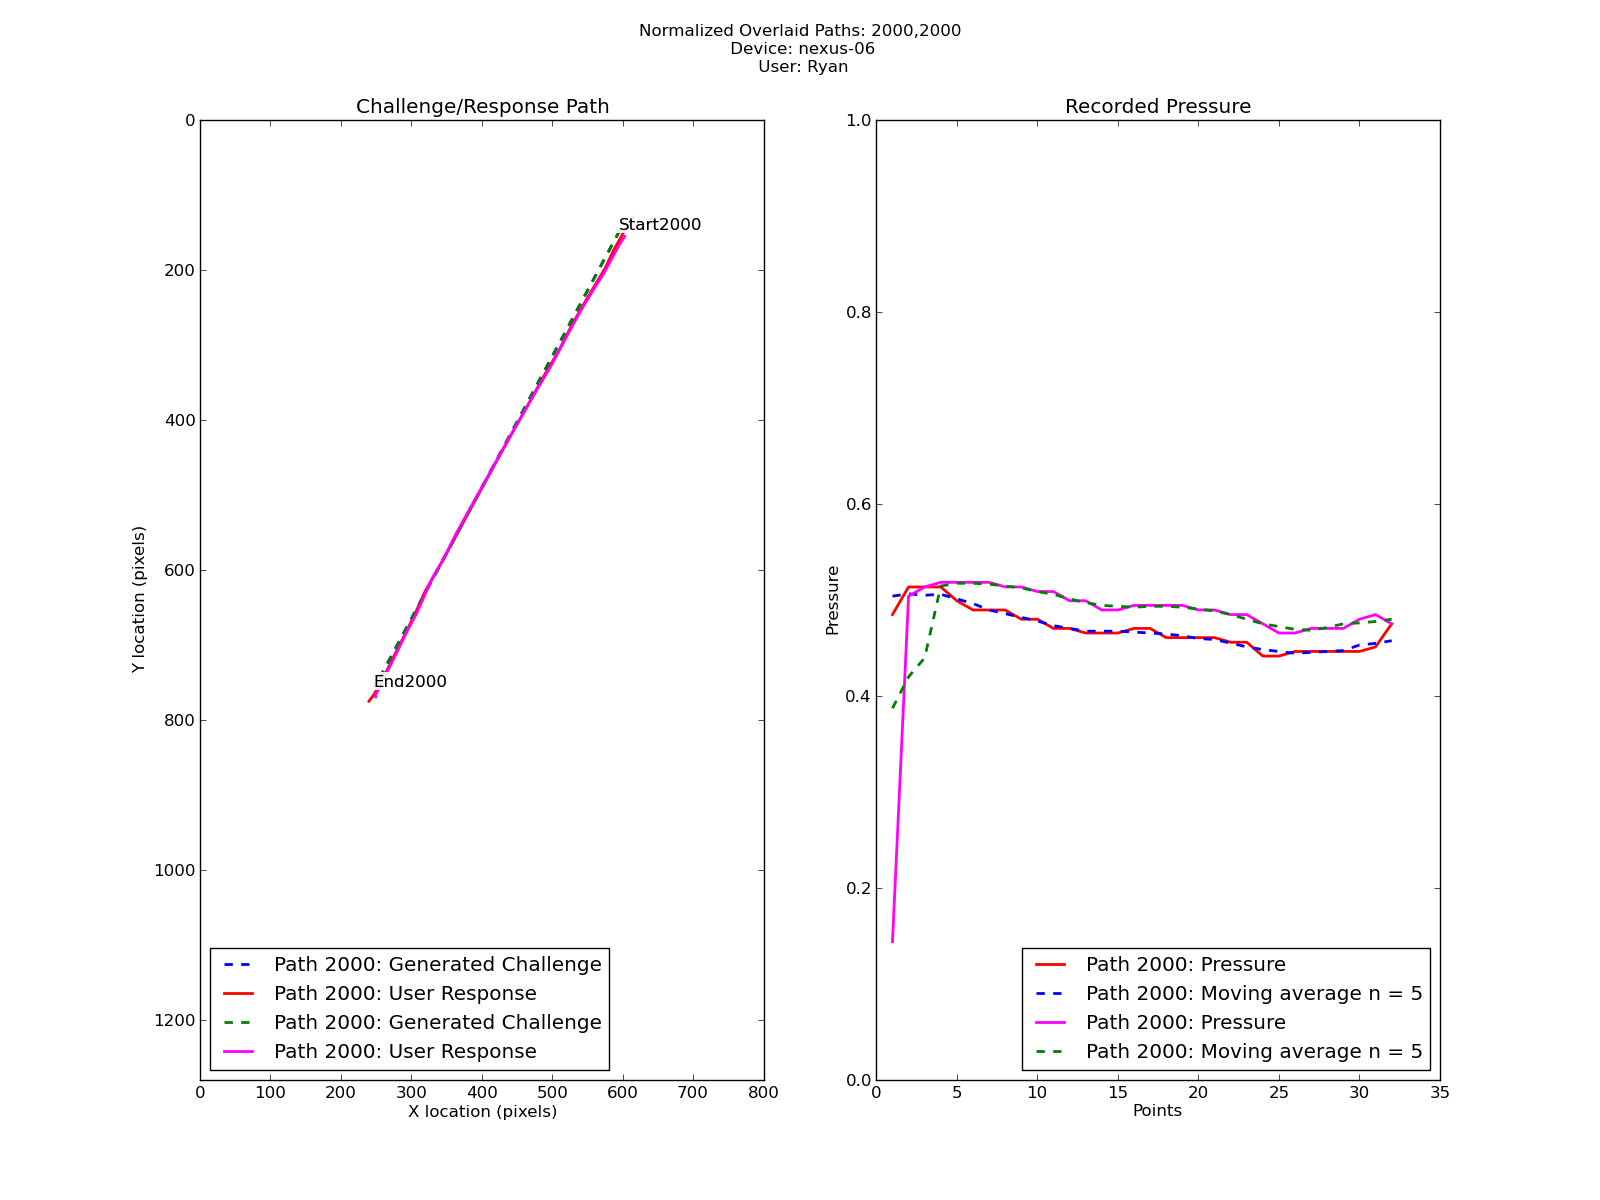 Normalized Overlaid Paths: 2000,2000
Device: nexus-06
User: Ryan
Challenge/Response Path
0
200
400
600
800
1000
1200
Y location (pixels)
Start2000
End2000
Path 2000: Generated Challenge
Path 2000: User Response
Path 2000: Generated Challenge
Path 2000: User Response
0 100 200 300 400 500 600 700 800
X location (pixels)
Recorded Pressure
1.0
0.8
0.6
0.4
0.2
0.0
Pressure
Path 2000: Pressure
Path 2000: Moving average n = 5
Path 2000: Pressure
Path 2000: Moving average n = 5
0 5 10 15 20 25 30 35
Points